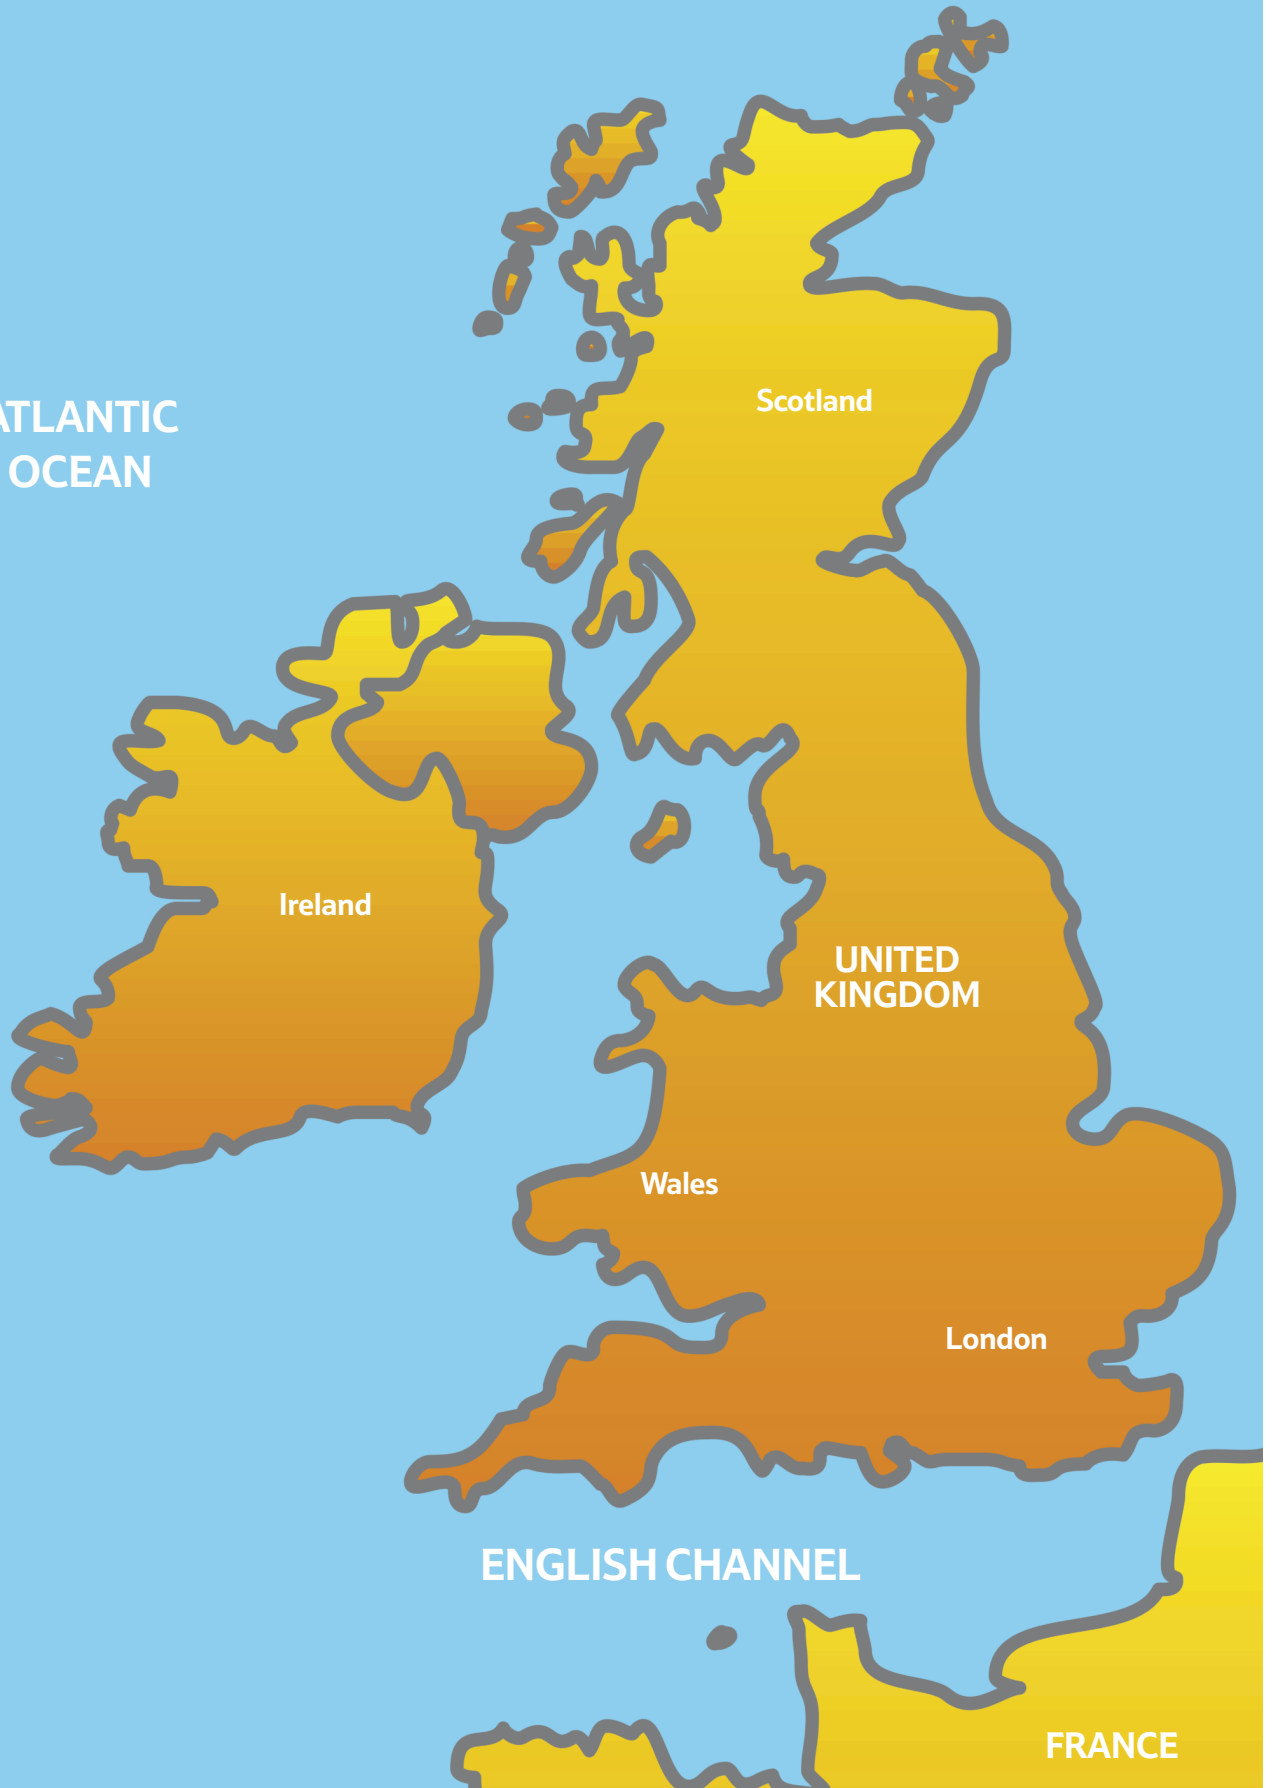 Scotland
ATLANTIC
OCEAN
Ireland
UNITED
KINGDOM
Wales
London
ENGLISH CHANNEL
FRANCE